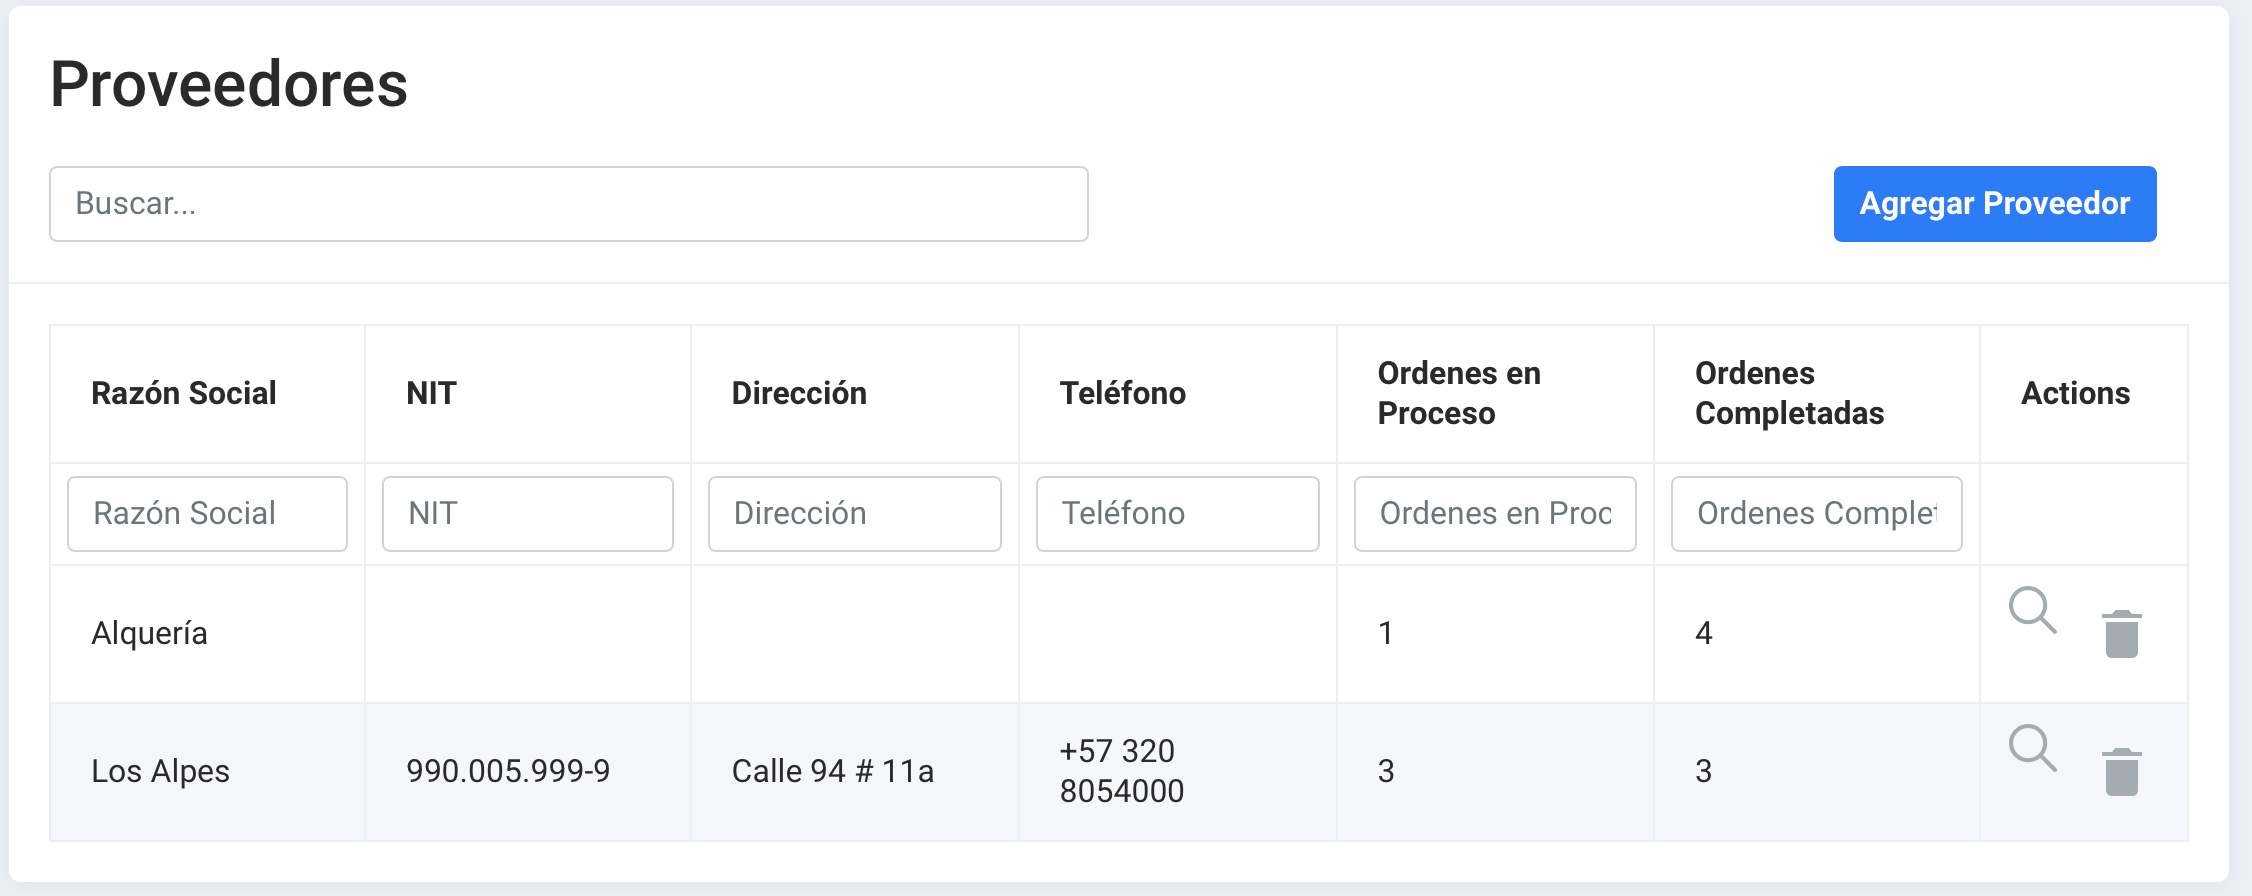 Proveedores
Buscar...
Agregar Proveedor
Razón Social
NIT
Dirección
Teléfono
Ordenes en
Proceso
Ordenes
Completadas
Actions
Razón Social
NIT
Dirección
Teléfono
Ordenes en Proc
Ordenes Complet
Alquería
1
4
Los Alpes
990.005.999-9
Calle 94 # 11a
+57 320
8054000
3
3